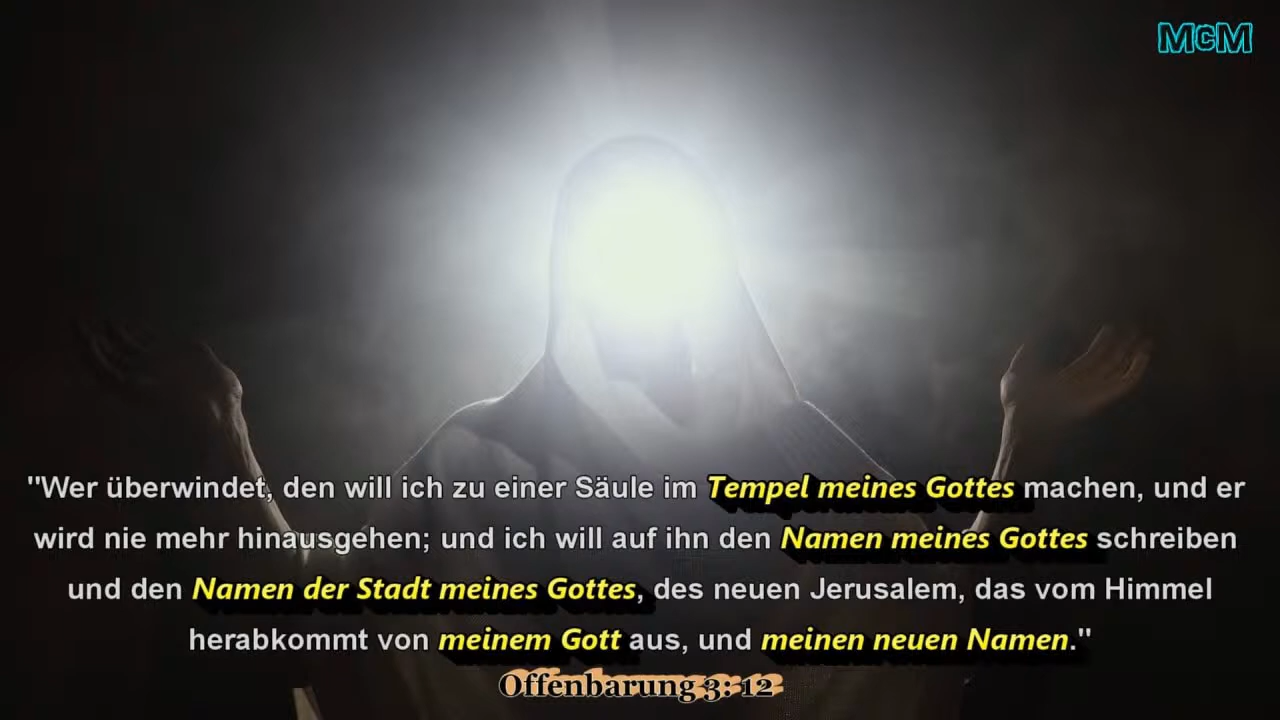 McM
"Wer überwindet, den will ich zu einer Säule im Tempel meines Gottes machen, und er
wird nie mehr hinausgehen; und ich will auf ihn den Namen meines Gottes schreiben
und den Namen der Stadt meines Gottes, des neuen Jerusalem, das vom Himmel
herabkommt von meinem Gott aus, und meinen neuen Namen."
Offenbarung 3: 12